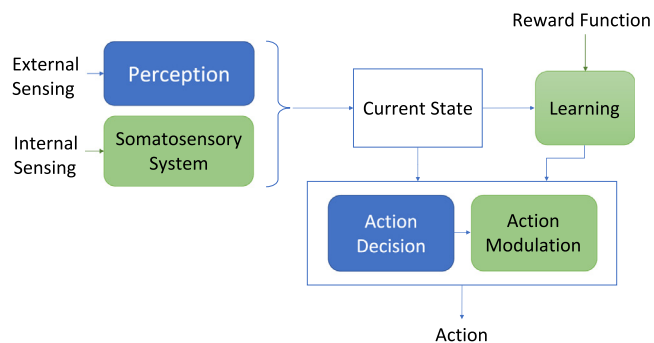 Reward Function
External
Sensing
Perception
Current State
Learning
Internal
Sensing
Somatosensory
System
Action
Decision
Action
Modulation
Action